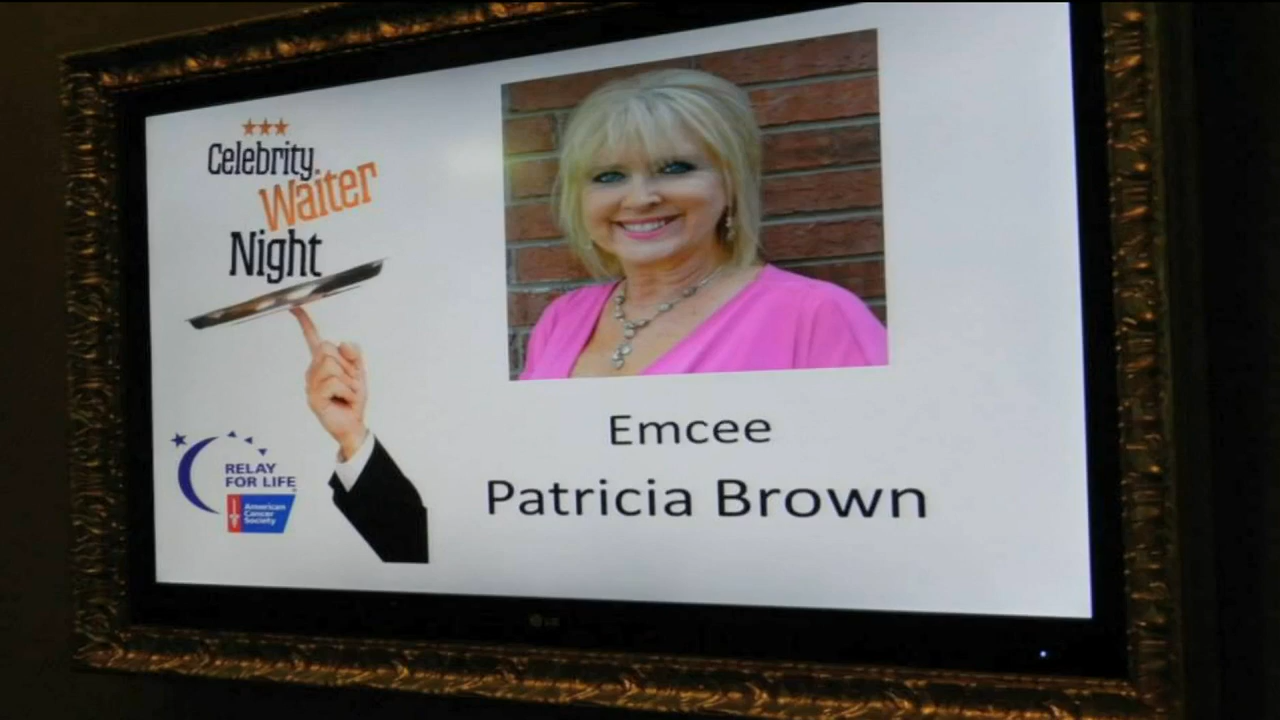 Celebrity
Waiter
Night
RELAY
FOR LIFE
American
Cancer
Society
Emcee
Patricia Brown
LG